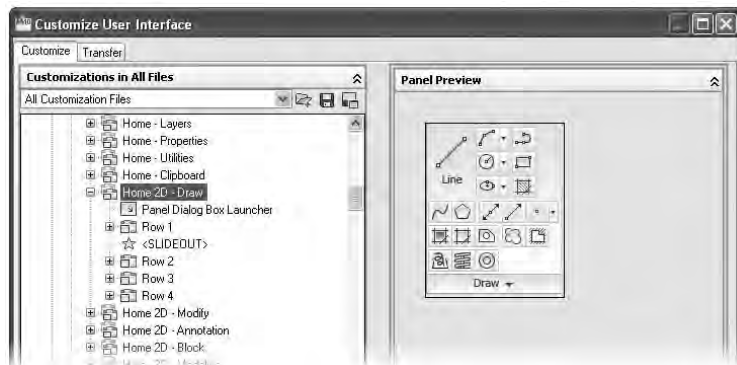 Customize User Interface
Customize Transfer
Customizations in All Files
All Customization Files
Home - Layers
Home - Properties
Home - Utilities
Home - Clipboard
Home 2D - Draw
Panel Dialog Box Launcher
Row 1
<SLIDEOUT>
Row 2
Row 3
Row 4
Home 2D - Modify
Home 2D - Annotation
Home 2D - Block
Panel Preview
Line
Draw